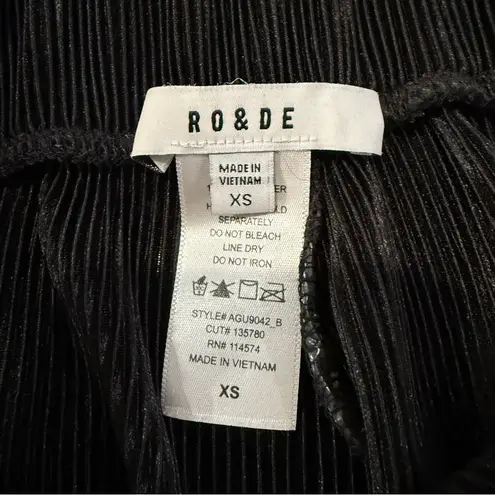 RO&DE
MADE IN
VIETNAM
XS
SEPARATELY
DO NOT BLEACH
LINE DRY
DO NOT IRON
STYLE# AGU9042_B
CUT# 135780
RN# 114574
MADE IN VIETNAM
XS